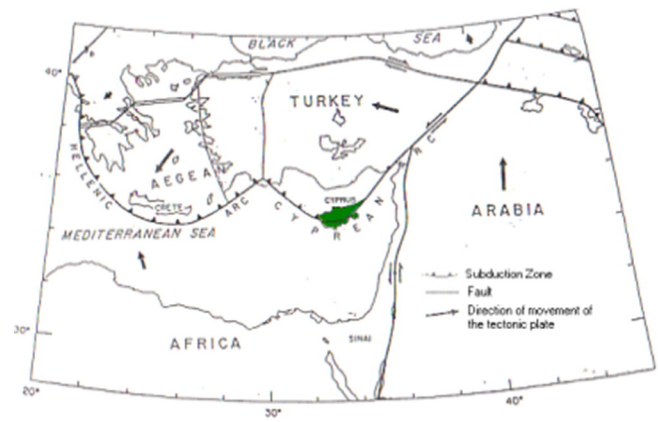 BLACK SEA
40°
TURKEY
HELLENIC
AEGEAN
ARC
CRETE
CYPRUS
CYPREAN
ARC
ARABIA
MEDITERRANEAN SEA
Subduction Zone
Fault
Direction of movement of
the tectonic plate
30°
AFRICA
SINAI
20°
30°
40°